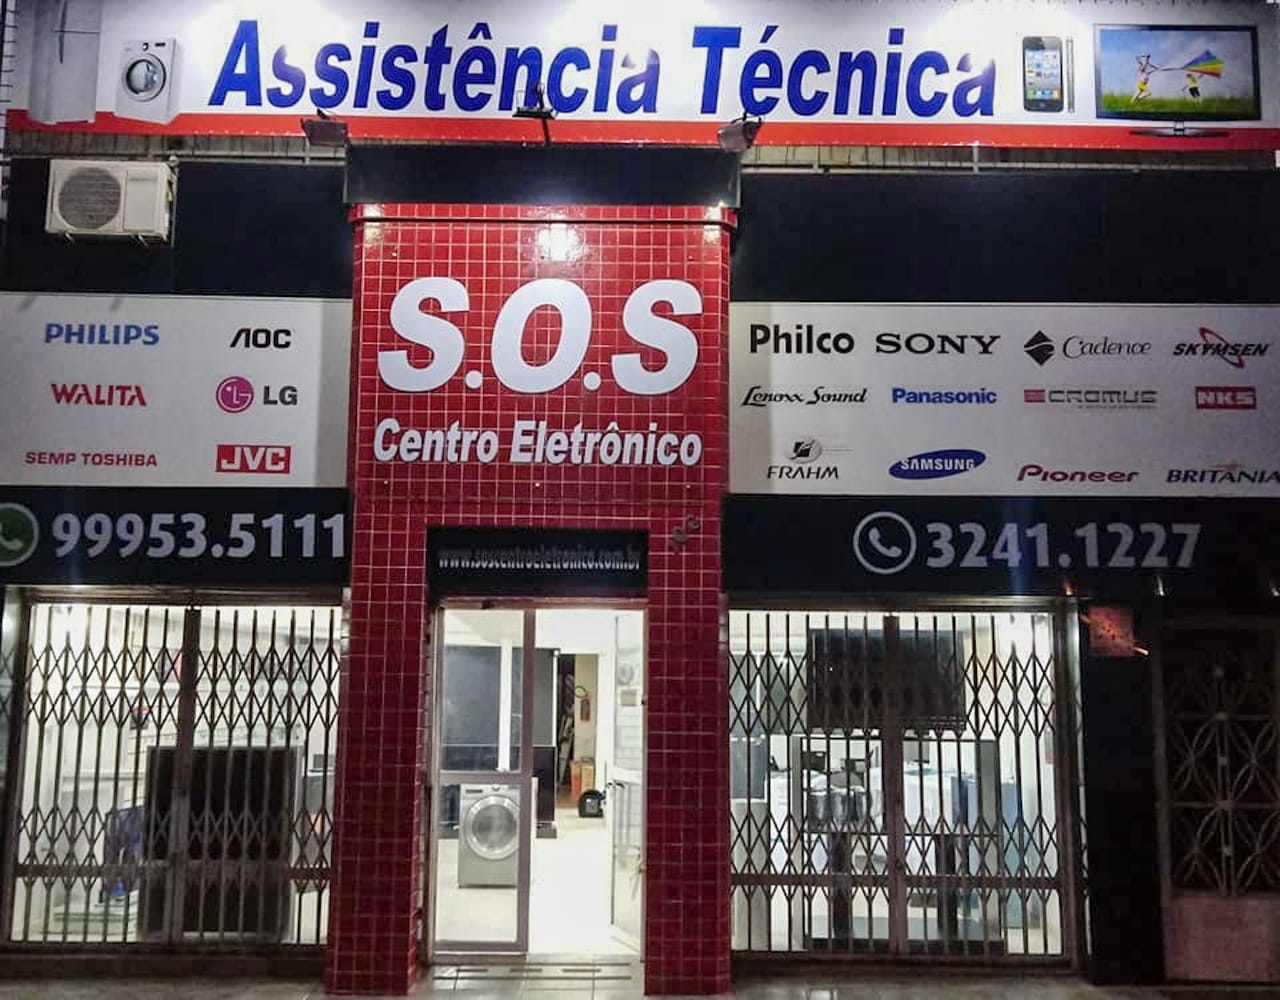 Assistência Técnica
S.O.S
Centro Eletrônico
PHILIPS
AOC
WALITA
LG
SEMP TOSHIBA
JVC
Philco
SONY
Cadence
SKYMSEN
Lenoxx Sound
Panasonic
CROMUS
NKS
FRAHM
SAMSUNG
Pioneer
BRITANIA
99953.5111
3241.1227
www.soscentroeletronico.com.br